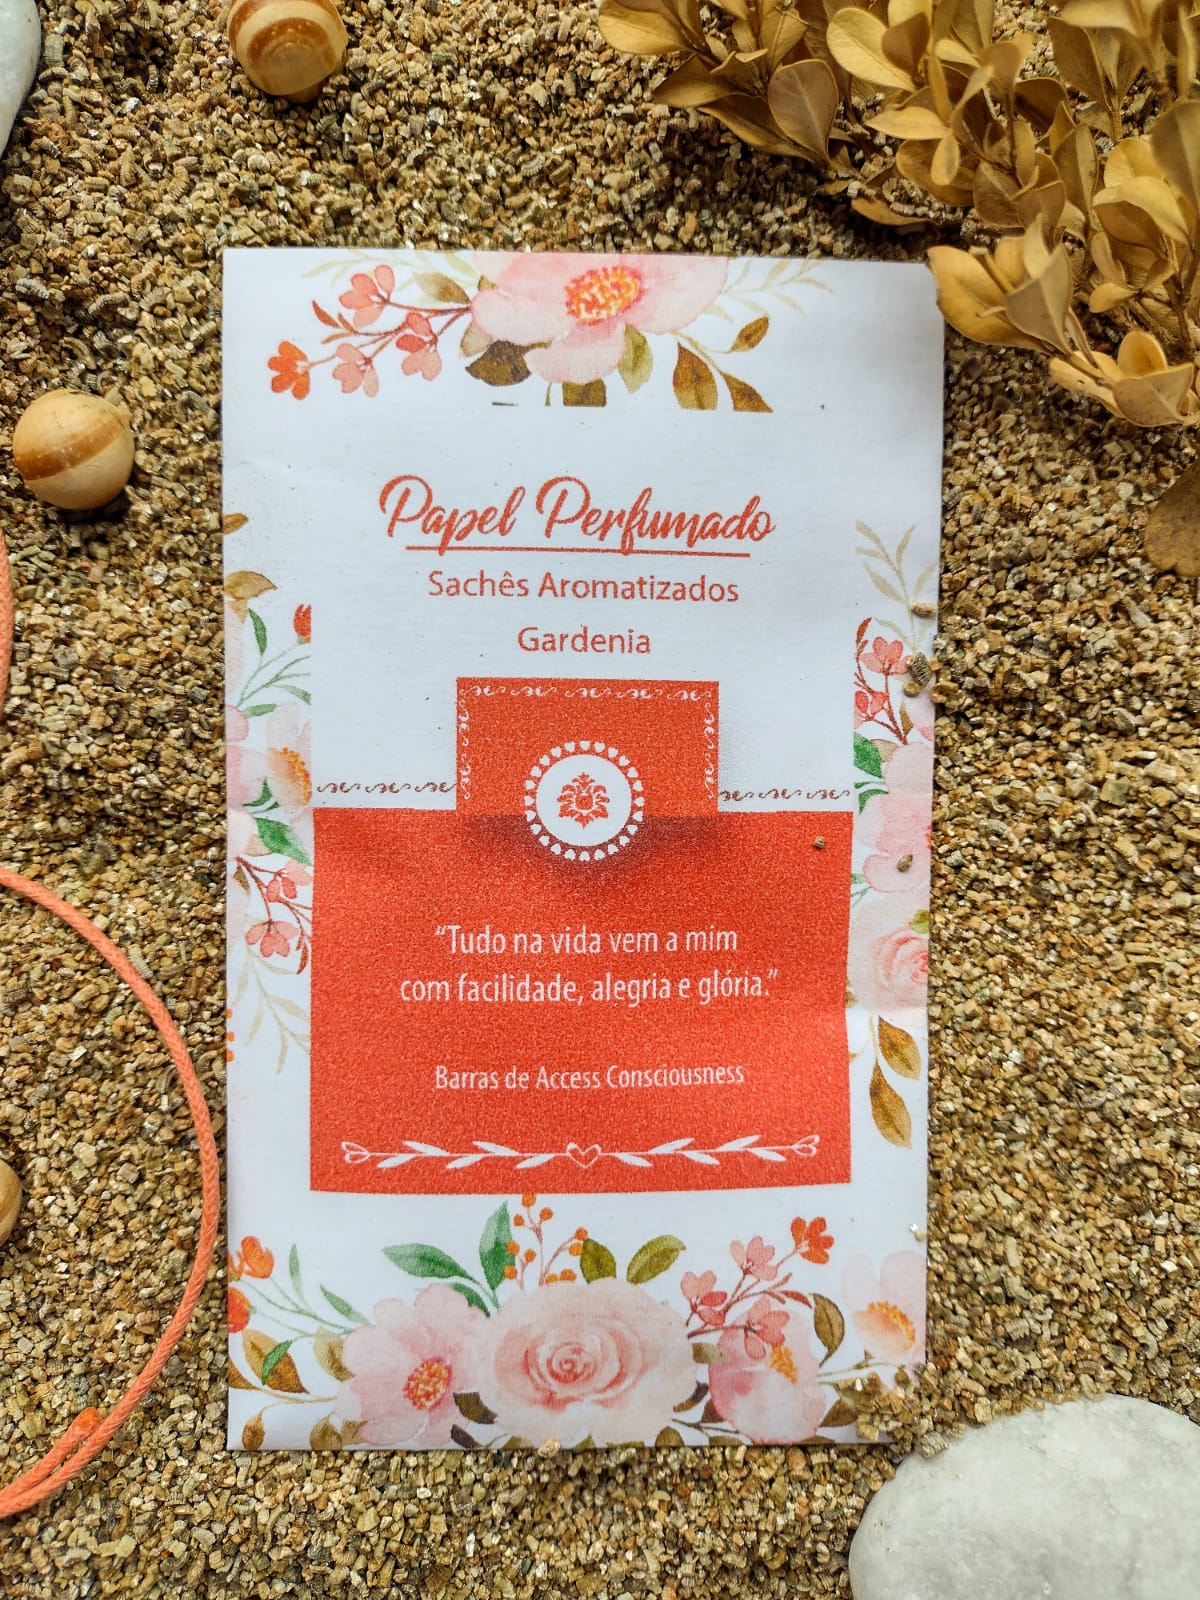 Papel Perfumado
Sachês Aromatizados
Gardenia
“Tudo na vida vem a mim
com facilidade, alegria e glória.”
Barras de Access Consciousness